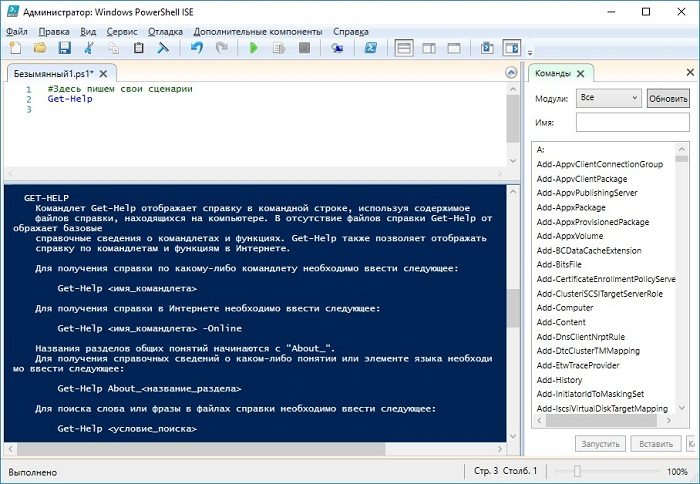 Администратор: Windows PowerShell ISE
Файл Правка Вид Сервис Отладка Дополнительные компоненты Справка
Безымянный1.ps1*
1 #Здесь пишем свои сценарии
2 Get-Help
3
GET-HELP
Командлет Get-Help отображает справку в командной строке, используя содержимое
файлов справки, находящихся на компьютере. В отсутствие файлов справки Get-Help от
ображает базовые
справочные сведения о командлетах и функциях. Get-Help также позволяет отображать
справку по командлетам и функциям в Интернете.
Для получения справки по какому-либо командлету необходимо ввести следующее:
Get-Help <имя_командлета>
Для получения справки в Интернете необходимо ввести следующее:
Get-Help <имя_командлета> -Online
Названия разделов общих понятий начинаются с "About_".
Для получения справочных сведений о каком-либо понятии или элементе языка необходи
мо ввести следующее:
Get-Help About_<название_раздела>
Для поиска слова или фразы в файлах справки необходимо ввести следующее:
Get-Help <условие_поиска>
Команды
Модули: Все Обновить
Имя:
A:
Add-AppvClientConnectionGroup
Add-AppvClientPackage
Add-AppvPublishingServer
Add-AppxPackage
Add-AppxProvisionedPackage
Add-AppxVolume
Add-BCDataCacheExtension
Add-BitsFile
Add-CertificateEnrollmentPolicyServe
Add-ClusteriSCSITargetServerRole
Add-Computer
Add-Content
Add-DnsClientNrptRule
Add-DtcClusterTMMapping
Add-EtwTraceProvider
Add-History
Add-InitiatorIdToMaskingSet
Add-IscsiVirtualDiskTargetMapping
Запустить Вставить Ко
Выполнено Стр. 3 Столб. 1 100%